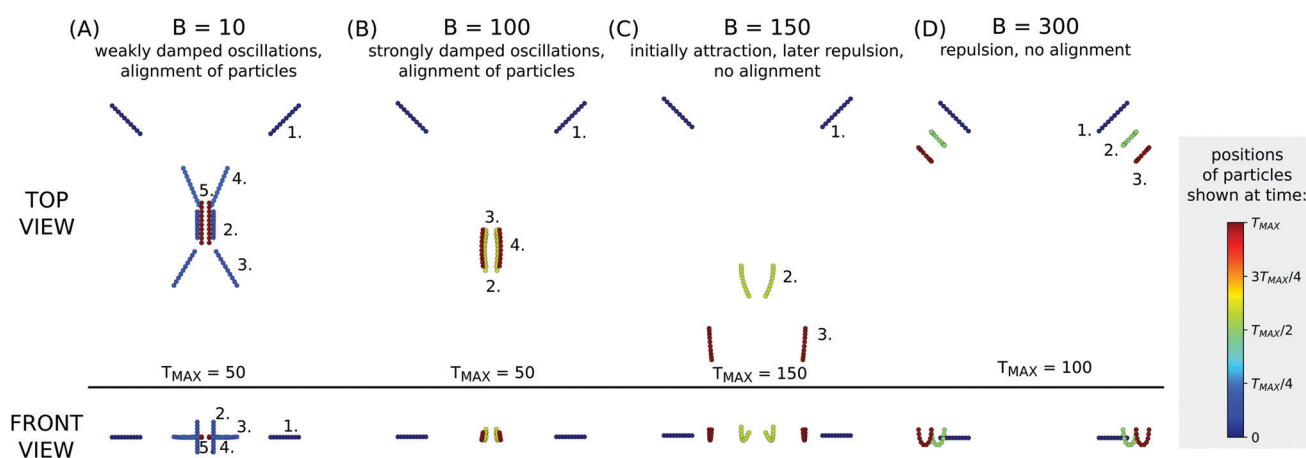 (A)
B = 10
weakly damped oscillations,
alignment of particles
(B)
B = 100
strongly damped oscillations,
alignment of particles
(C)
B = 150
initially attraction, later repulsion,
no alignment
(D)
B = 300
repulsion, no alignment
TOP
VIEW
1.
4.
5.
2.
3.
T_MAX = 50
1.
3.
4.
2.
T_MAX = 50
1.
2.
3.
T_MAX = 150
1.
2.
3.
T_MAX = 100
FRONT
VIEW
2.
3.
1.
5.
4.
positions
of particles
shown at time:
T_MAX
3T_MAX/4
T_MAX/2
T_MAX/4
0